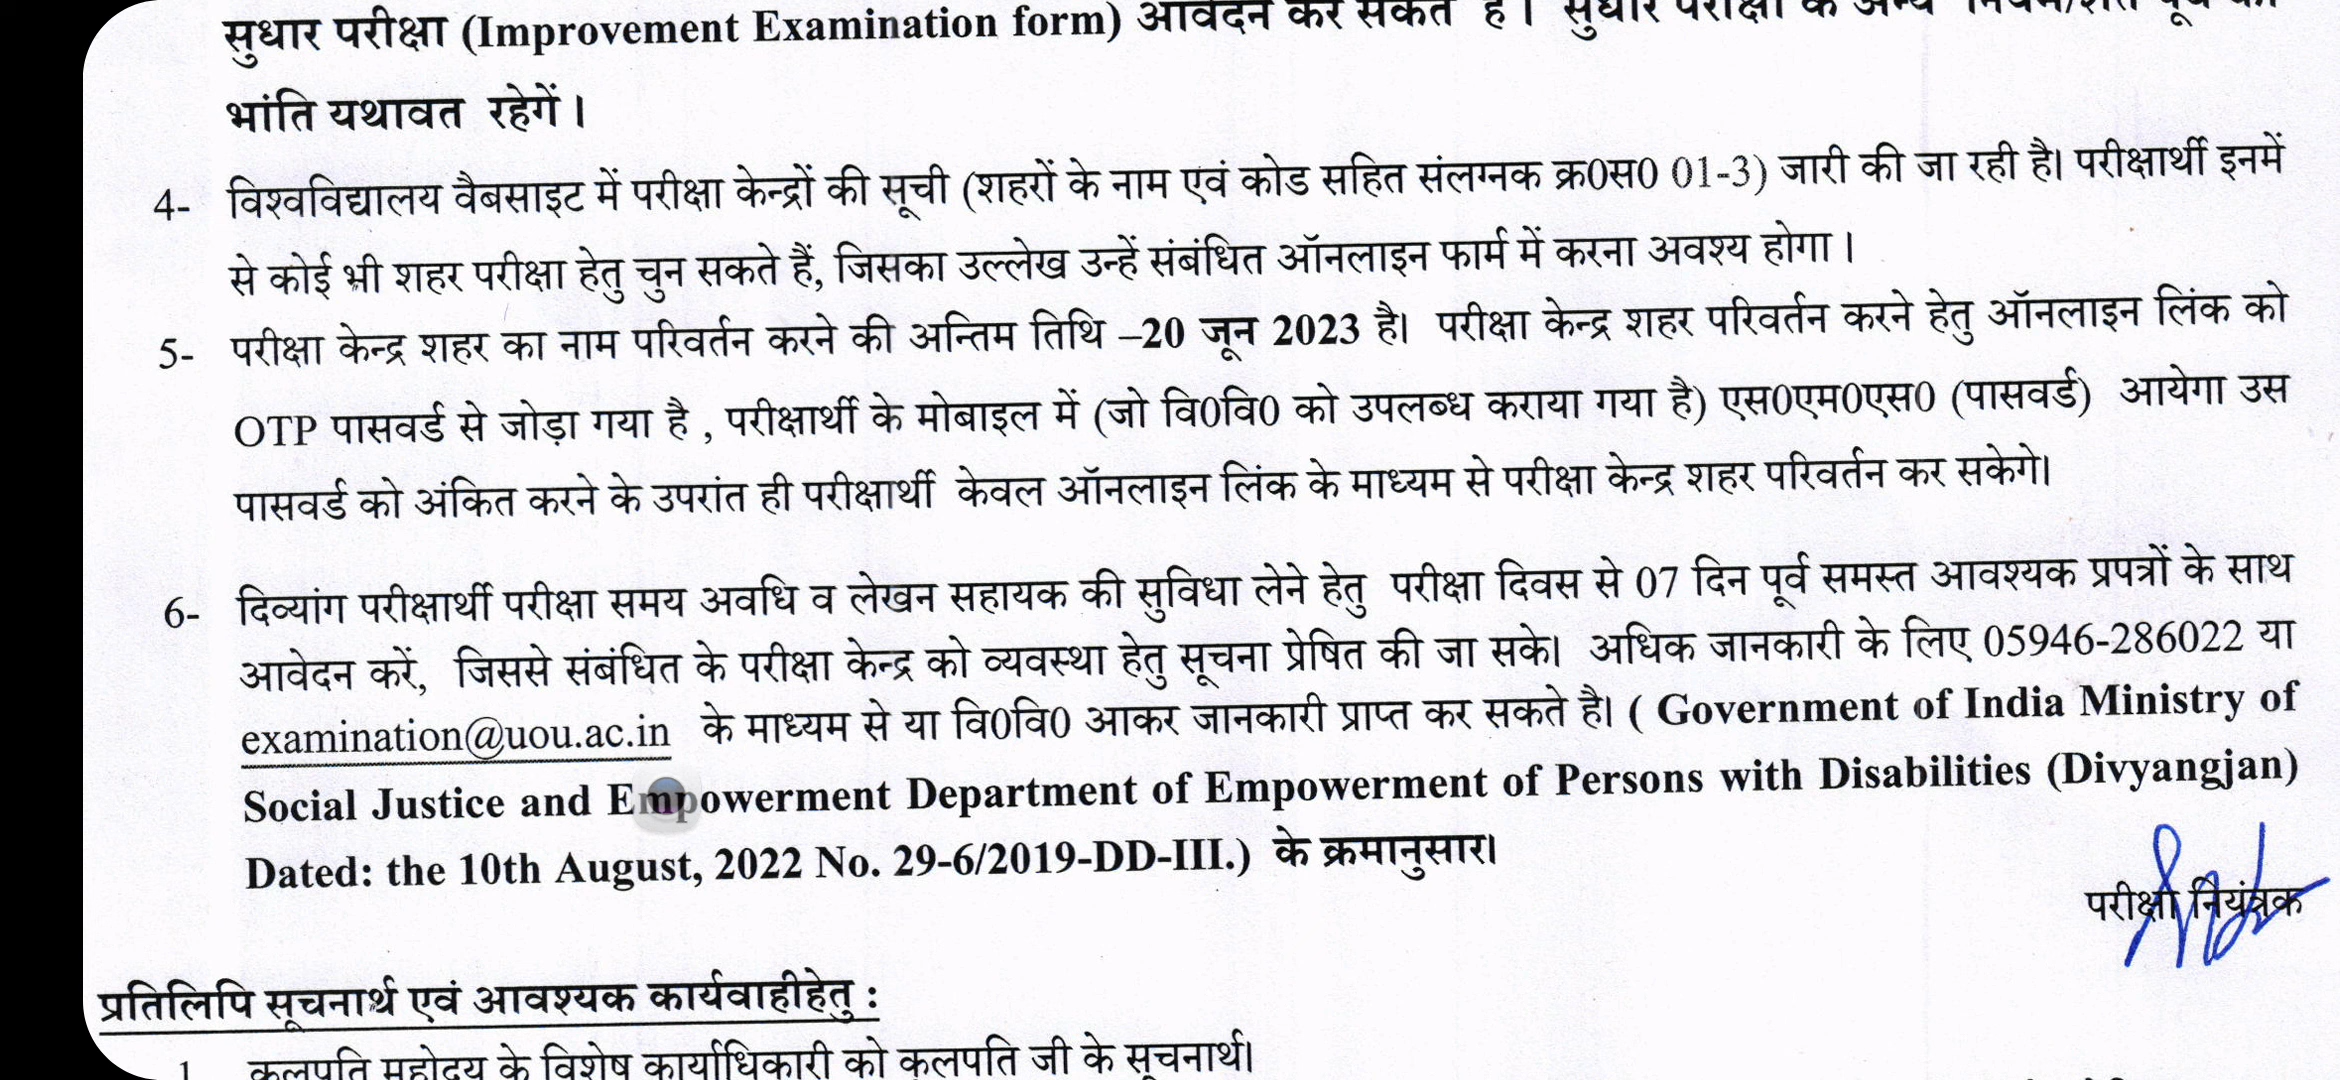 सुधार परीक्षा (Improvement Examination form) आवेदन कर सकते हैं। सुधार परीक्षा के अन्य नियम/शर्ते पूर्व की
भांति यथावत रहेगें।
4- विश्वविद्यालय वैबसाइट में परीक्षा केन्द्रों की सूची (शहरों के नाम एवं कोड सहित संलग्नक क्र0स0 01-3) जारी की जा रही है। परीक्षार्थी इनमें
से कोई भी शहर परीक्षा हेतु चुन सकते हैं, जिसका उल्लेख उन्हें संबंधित ऑनलाइन फार्म में करना अवश्य होगा।
5- परीक्षा केन्द्र शहर का नाम परिवर्तन करने की अन्तिम तिथि –20 जून 2023 है। परीक्षा केन्द्र शहर परिवर्तन करने हेतु ऑनलाइन लिंक को
OTP पासवर्ड से जोड़ा गया है , परीक्षार्थी के मोबाइल में (जो वि0वि0 को उपलब्ध कराया गया है) एस0एम0एस0 (पासवर्ड) आयेगा उस
पासवर्ड को अंकित करने के उपरांत ही परीक्षार्थी केवल ऑनलाइन लिंक के माध्यम से परीक्षा केन्द्र शहर परिवर्तन कर सकेगे।
6- दिव्यांग परीक्षार्थी परीक्षा समय अवधि व लेखन सहायक की सुविधा लेने हेतु परीक्षा दिवस से 07 दिन पूर्व समस्त आवश्यक प्रपत्रों के साथ
आवेदन करें, जिससे संबंधित के परीक्षा केन्द्र को व्यवस्था हेतु सूचना प्रेषित की जा सके। अधिक जानकारी के लिए 05946-286022 या
examination@uou.ac.in के माध्यम से या वि0वि0 आकर जानकारी प्राप्त कर सकते है। ( Government of India Ministry of
Social Justice and Empowerment Department of Empowerment of Persons with Disabilities (Divyangjan)
Dated: the 10th August, 2022 No. 29-6/2019-DD-III.) के क्रमानुसार।
परीक्षा नियंत्रक
प्रतिलिपि सूचनार्थ एवं आवश्यक कार्यवाहीहेतु :
1 कुलपति महोदय के विशेष कार्याधिकारी को कुलपति जी के सूचनार्थ।